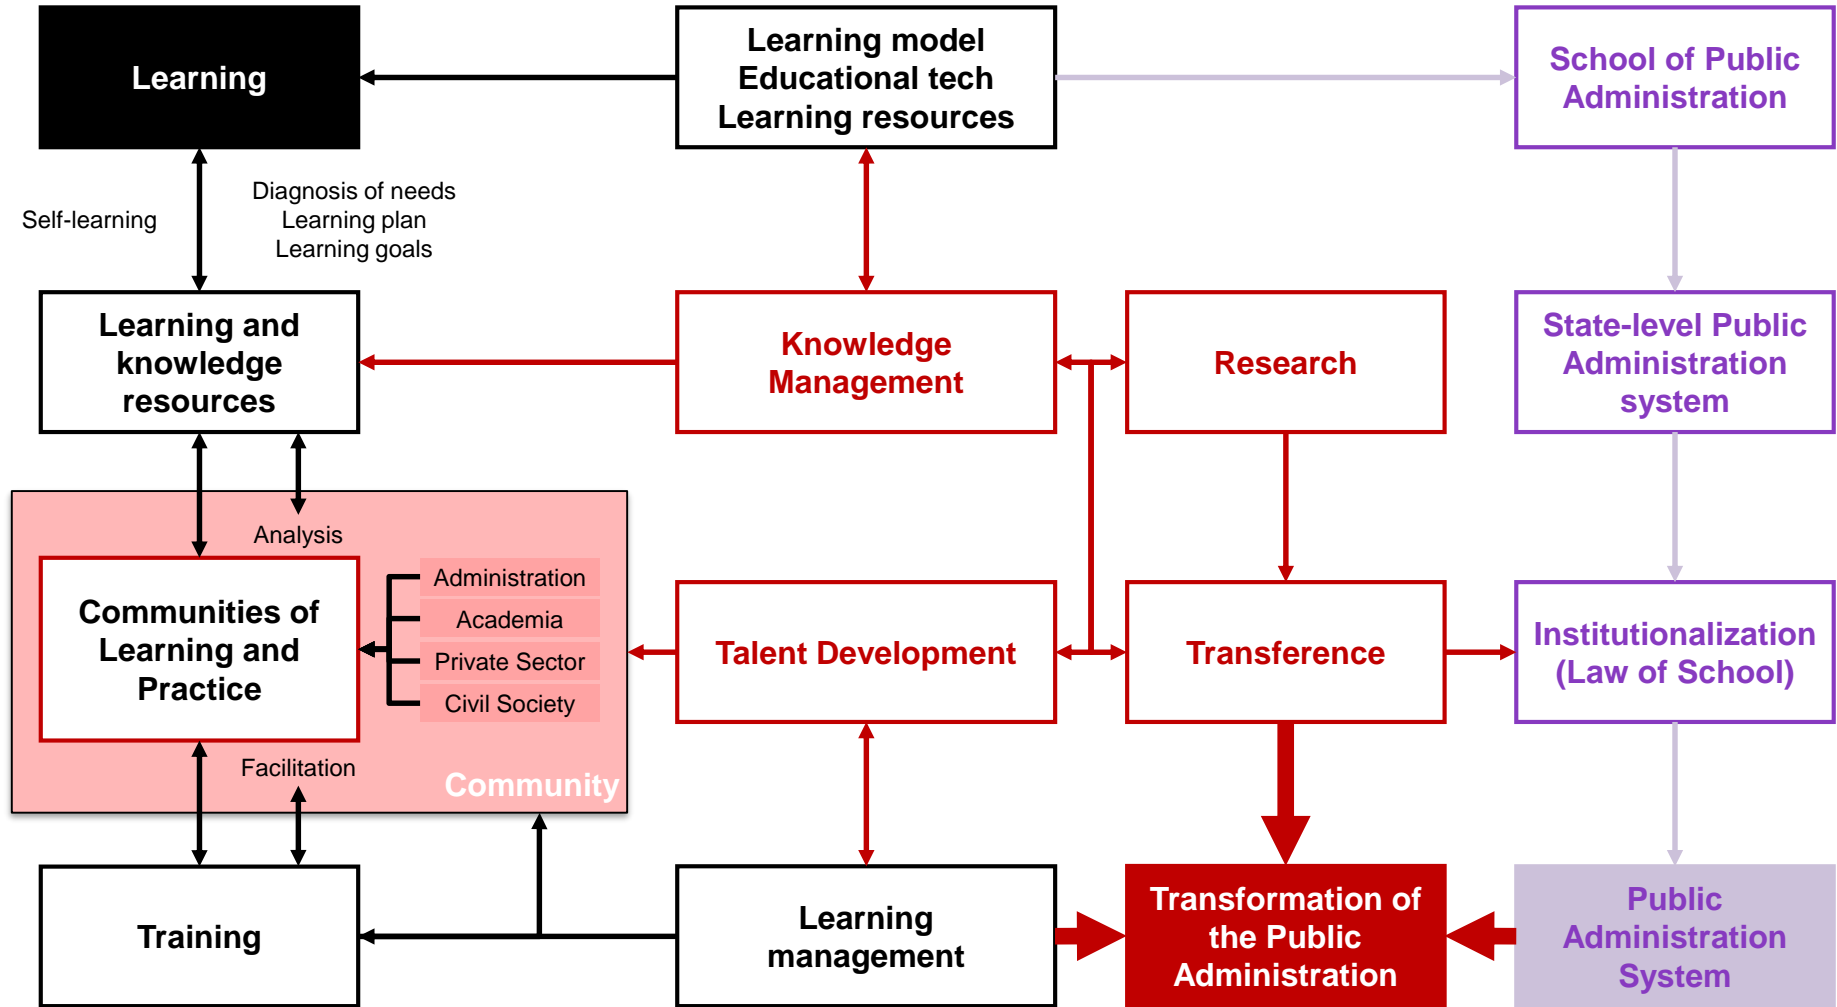 Learning
Learning model
Educational tech
Learning resources
School of Public
Administration
Self-learning
Diagnosis of needs
Learning plan
Learning goals
Learning and
knowledge
resources
Knowledge
Management
Research
State-level Public
Administration
system
Analysis
Communities of
Learning and
Practice
Administration
Academia
Private Sector
Civil Society
Talent Development
Transference
Institutionalization
(Law of School)
Facilitation
Community
Training
Learning
management
Transformation of
the Public
Administration
Public
Administration
System